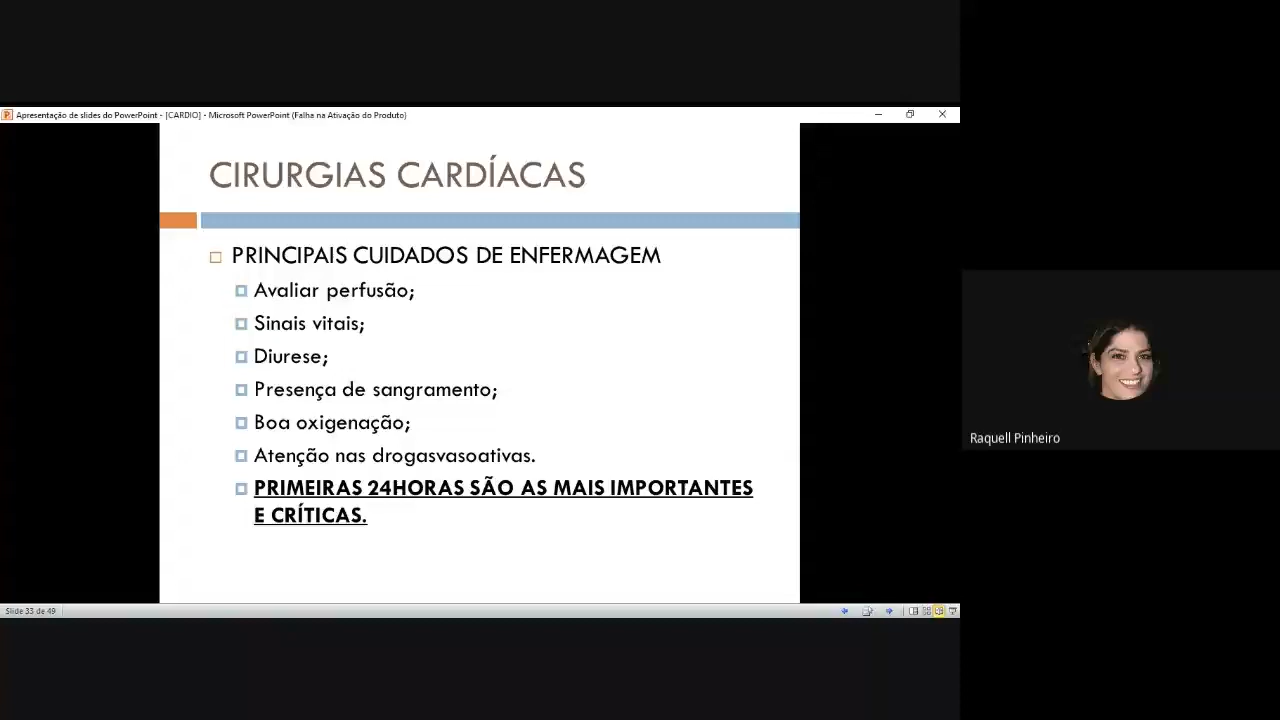 Apresentação de slides do PowerPoint - [CARDIO] - Microsoft PowerPoint (Falha na Ativação do Produto)
CIRURGIAS CARDÍACAS
PRINCIPAIS CUIDADOS DE ENFERMAGEM
Avaliar perfusão;
Sinais vitais;
Diurese;
Presença de sangramento;
Boa oxigenação;
Atenção nas drogasvasoativas.
PRIMEIRAS 24HORAS SÃO AS MAIS IMPORTANTES
E CRÍTICAS.
Raquell Pinheiro
Slide 33 de 49